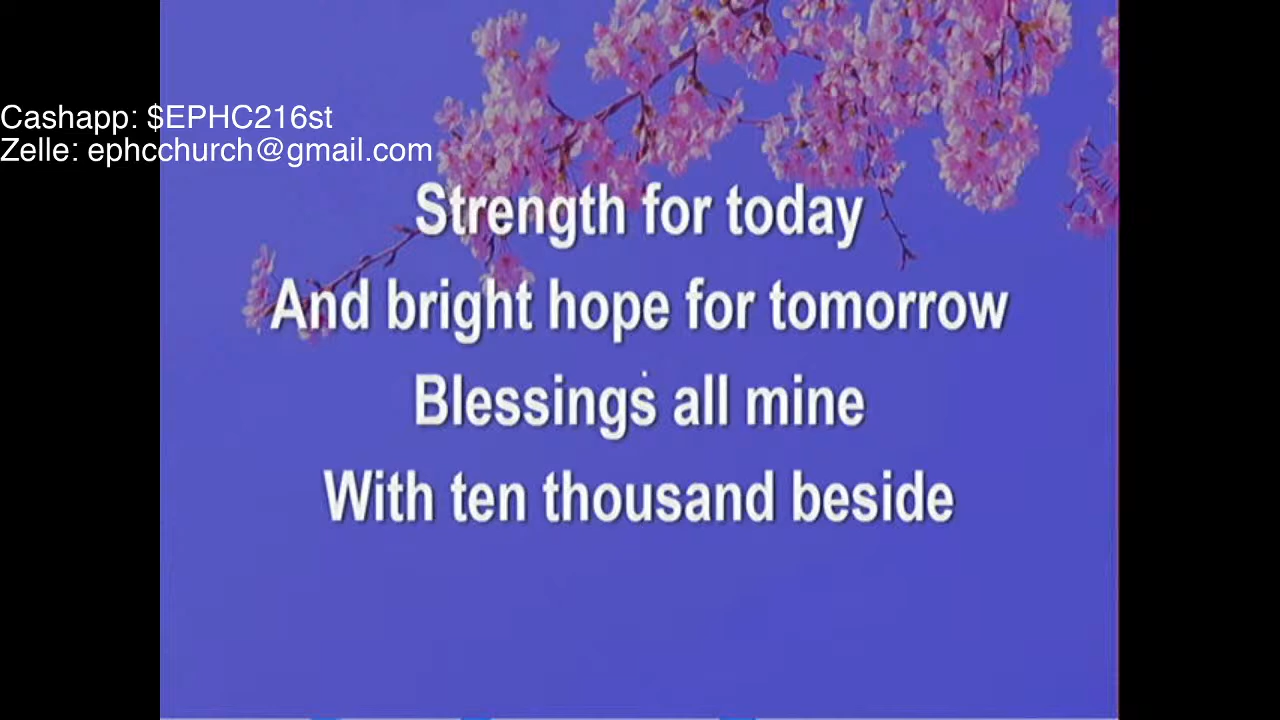 Cashapp: $EPHC216st
Zelle: ephcchurch@gmail.com
Strength for today
And bright hope for tomorrow
Blessings all mine
With ten thousand beside